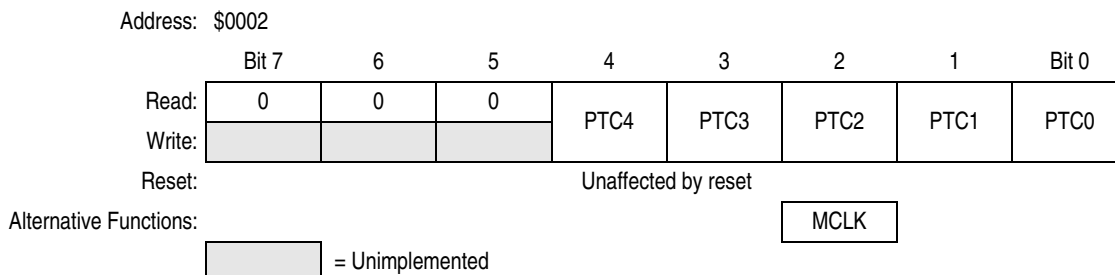 Address: $0002
Bit 7 6 5 4 3 2 1 Bit 0
Read: 0 0 0 PTC4 PTC3 PTC2 PTC1 PTC0
Write:
Reset: Unaffected by reset
Alternative Functions: MCLK
= Unimplemented